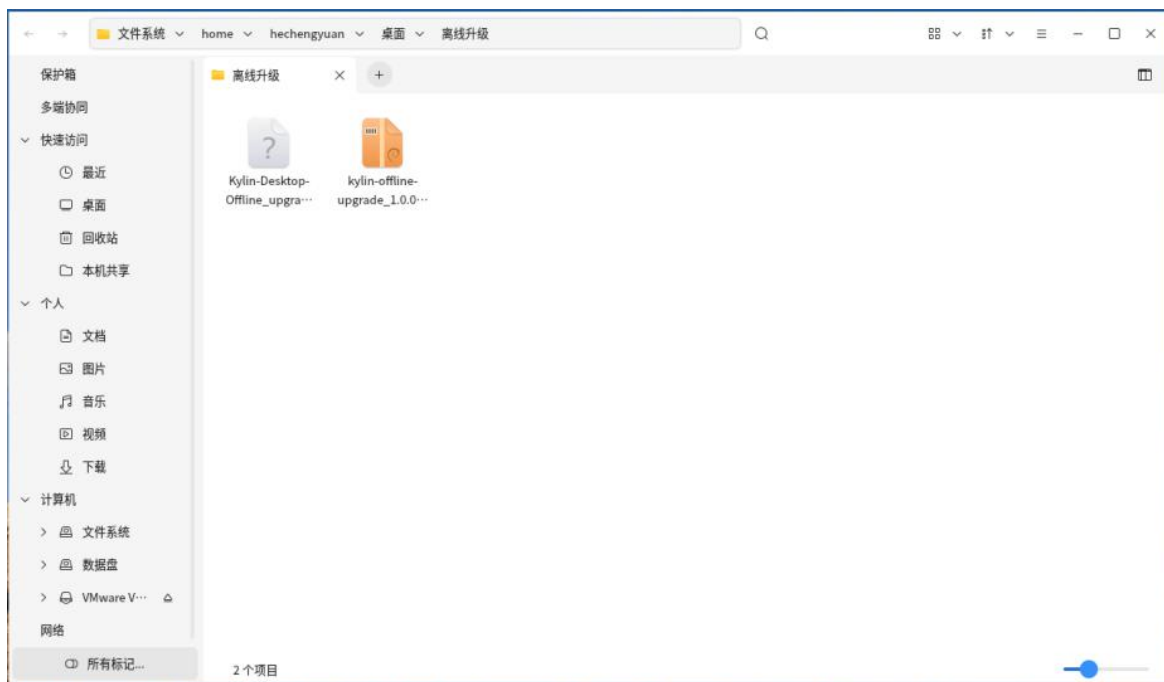 文件系统 home hechengyuan 桌面 离线升级
保护箱
多端协同
快速访问
最近
桌面
回收站
本机共享
个人
文档
图片
音乐
视频
下载
计算机
文件系统
数据盘
VMware V…
网络
所有标记...
离线升级
Kylin-Desktop-
Offline_upgra…
kylin-offline-
upgrade_1.0.0…
2 个项目